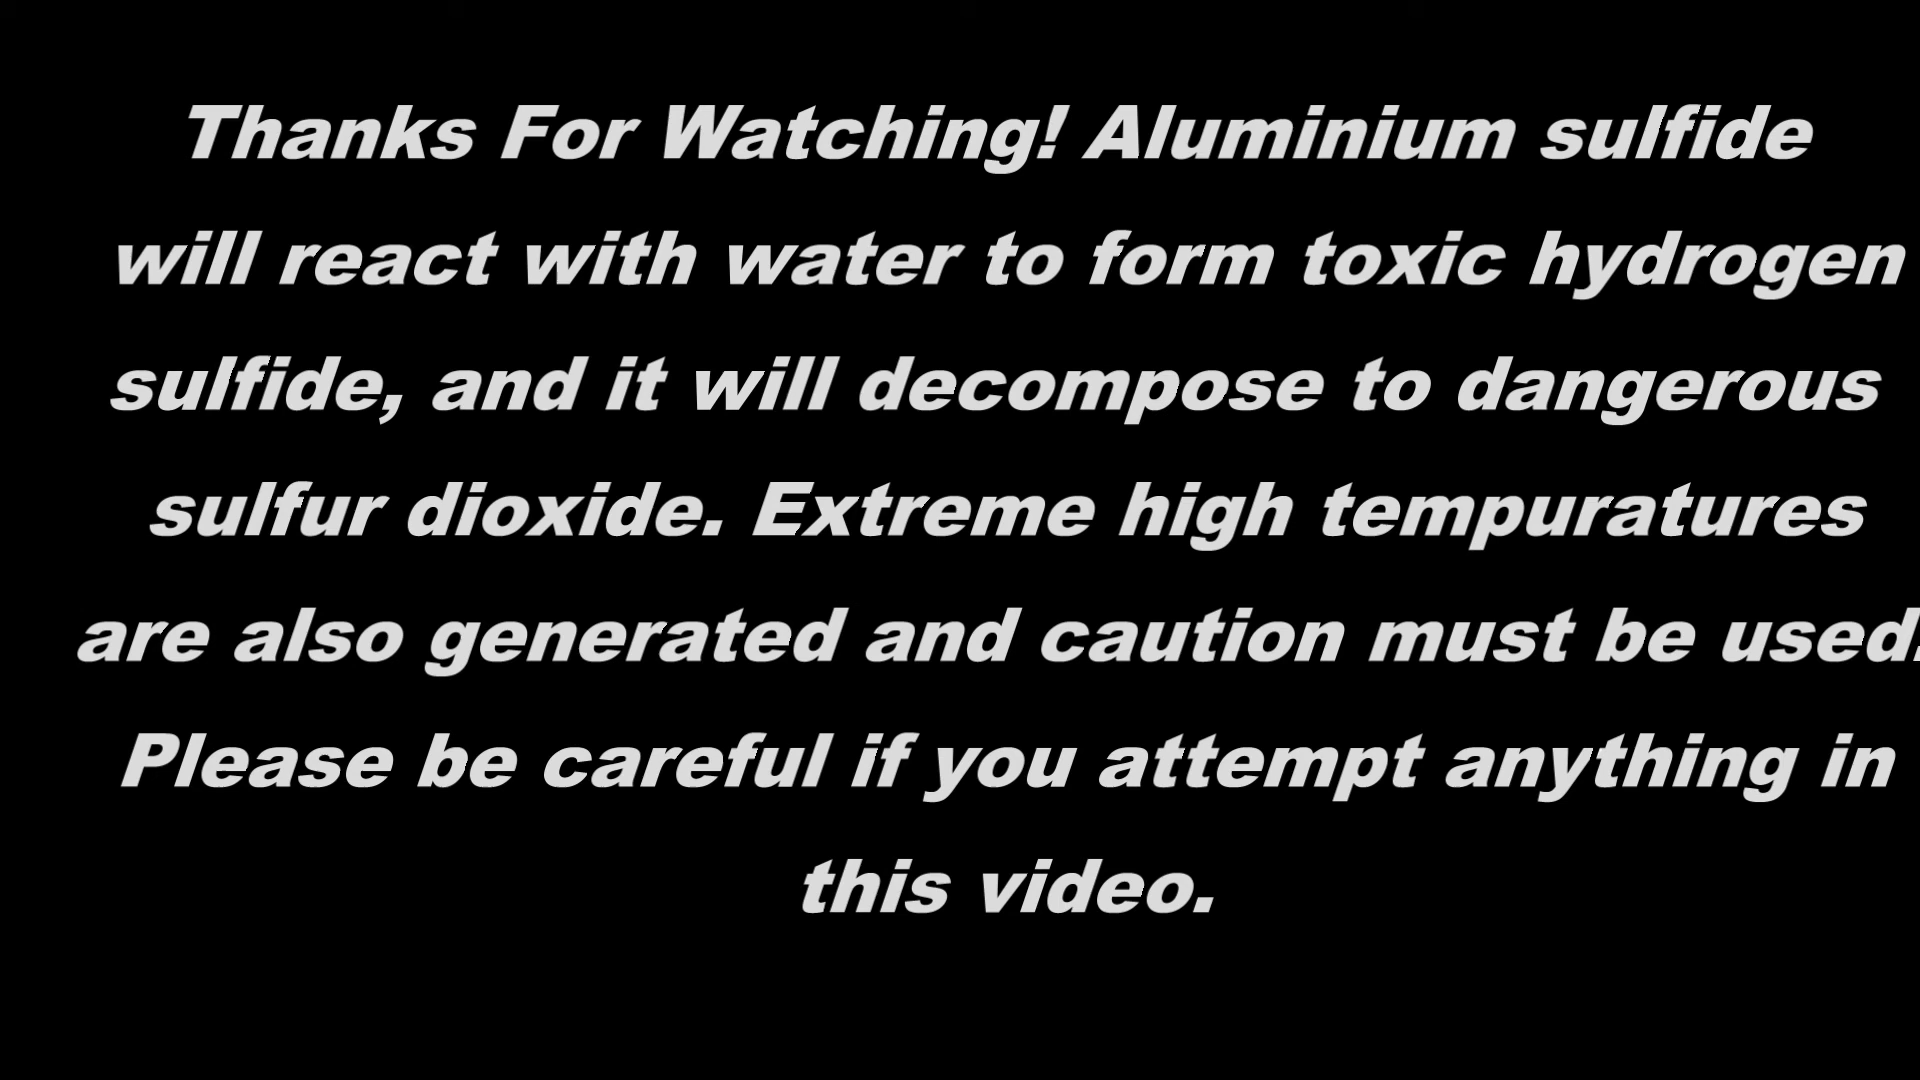 Thanks For Watching! Aluminium sulfide
will react with water to form toxic hydrogen
sulfide, and it will decompose to dangerous
sulfur dioxide. Extreme high tempuratures
are also generated and caution must be used.
Please be careful if you attempt anything in
this video.